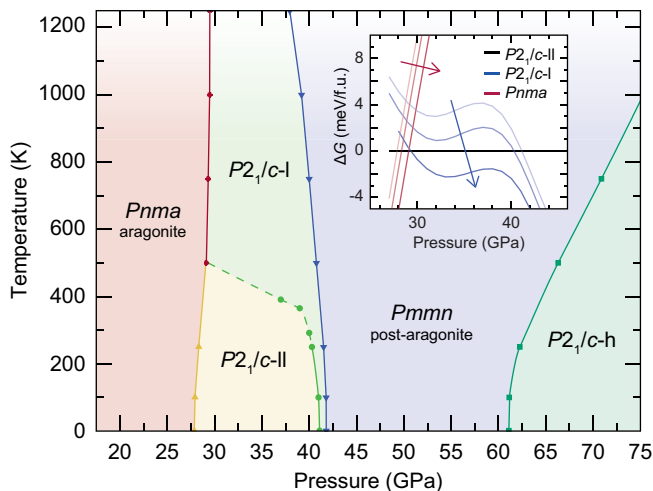 1200
1000
800
600
400
200
0
Temperature (K)
20
25
30
35
40
45
50
55
60
65
70
75
Pressure (GPa)
Pnma
aragonite
P2₁/c-I
P2₁/c-II
Pmmn
post-aragonite
P2₁/c-h
8
4
0
-4
ΔG (meV/f.u.)
30
40
Pressure (GPa)
P2₁/c-II
P2₁/c-I
Pnma